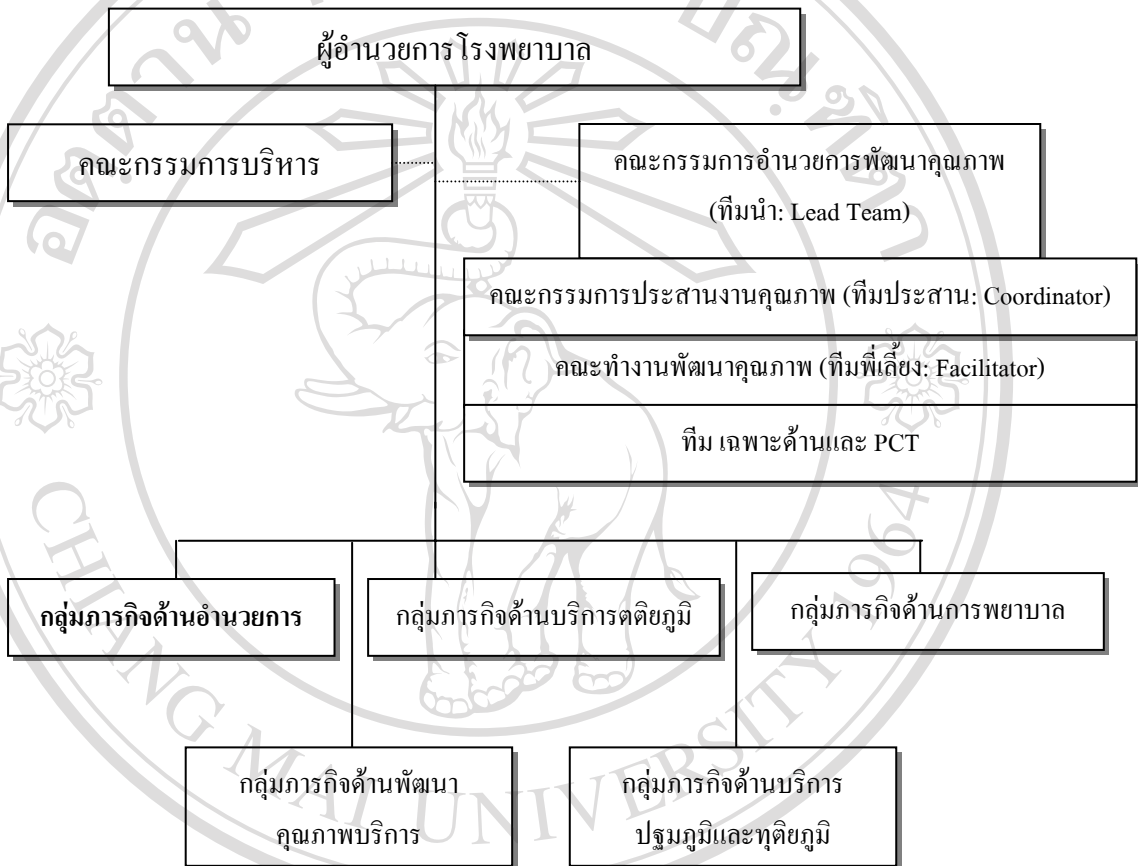 ผู้อำนวยการโรงพยาบาล
คณะกรรมการบริหาร
คณะกรรมการอำนวยการพัฒนาคุณภาพ
(ทีมนำ: Lead Team)
คณะกรรมการประสานงานคุณภาพ (ทีมประสาน: Coordinator)
คณะทำงานพัฒนาคุณภาพ (ทีมพี่เลี้ยง: Facilitator)
ทีม เฉพาะด้านและ PCT
กลุ่มภารกิจด้านอำนวยการ
กลุ่มภารกิจด้านบริการตติยภูมิ
กลุ่มภารกิจด้านการพยาบาล
กลุ่มภารกิจด้านพัฒนา
คุณภาพบริการ
กลุ่มภารกิจด้านบริการ
ปฐมภูมิและทุติยภูมิ
CHIANG MAI UNIVERSITY 1964